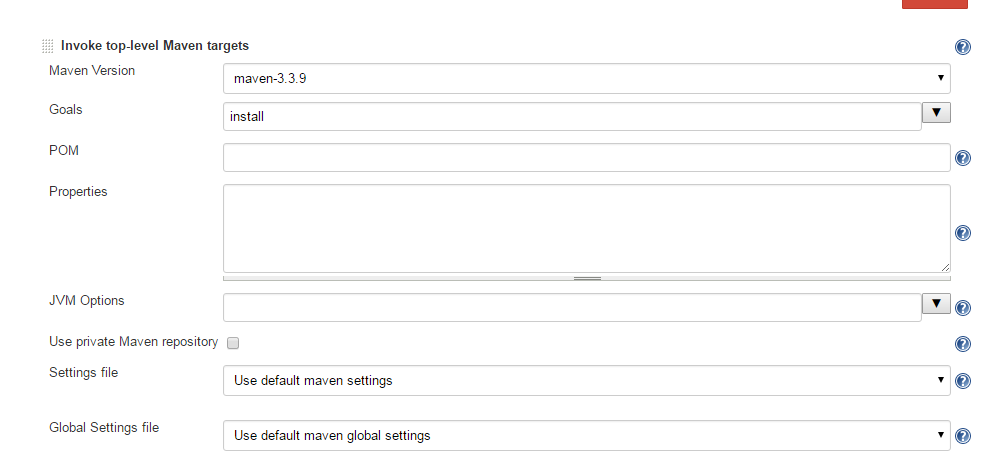 Invoke top-level Maven targets
Maven Version
maven-3.3.9
Goals
install
POM
Properties
JVM Options
Use private Maven repository
Settings file
Use default maven settings
Global Settings file
Use default maven global settings